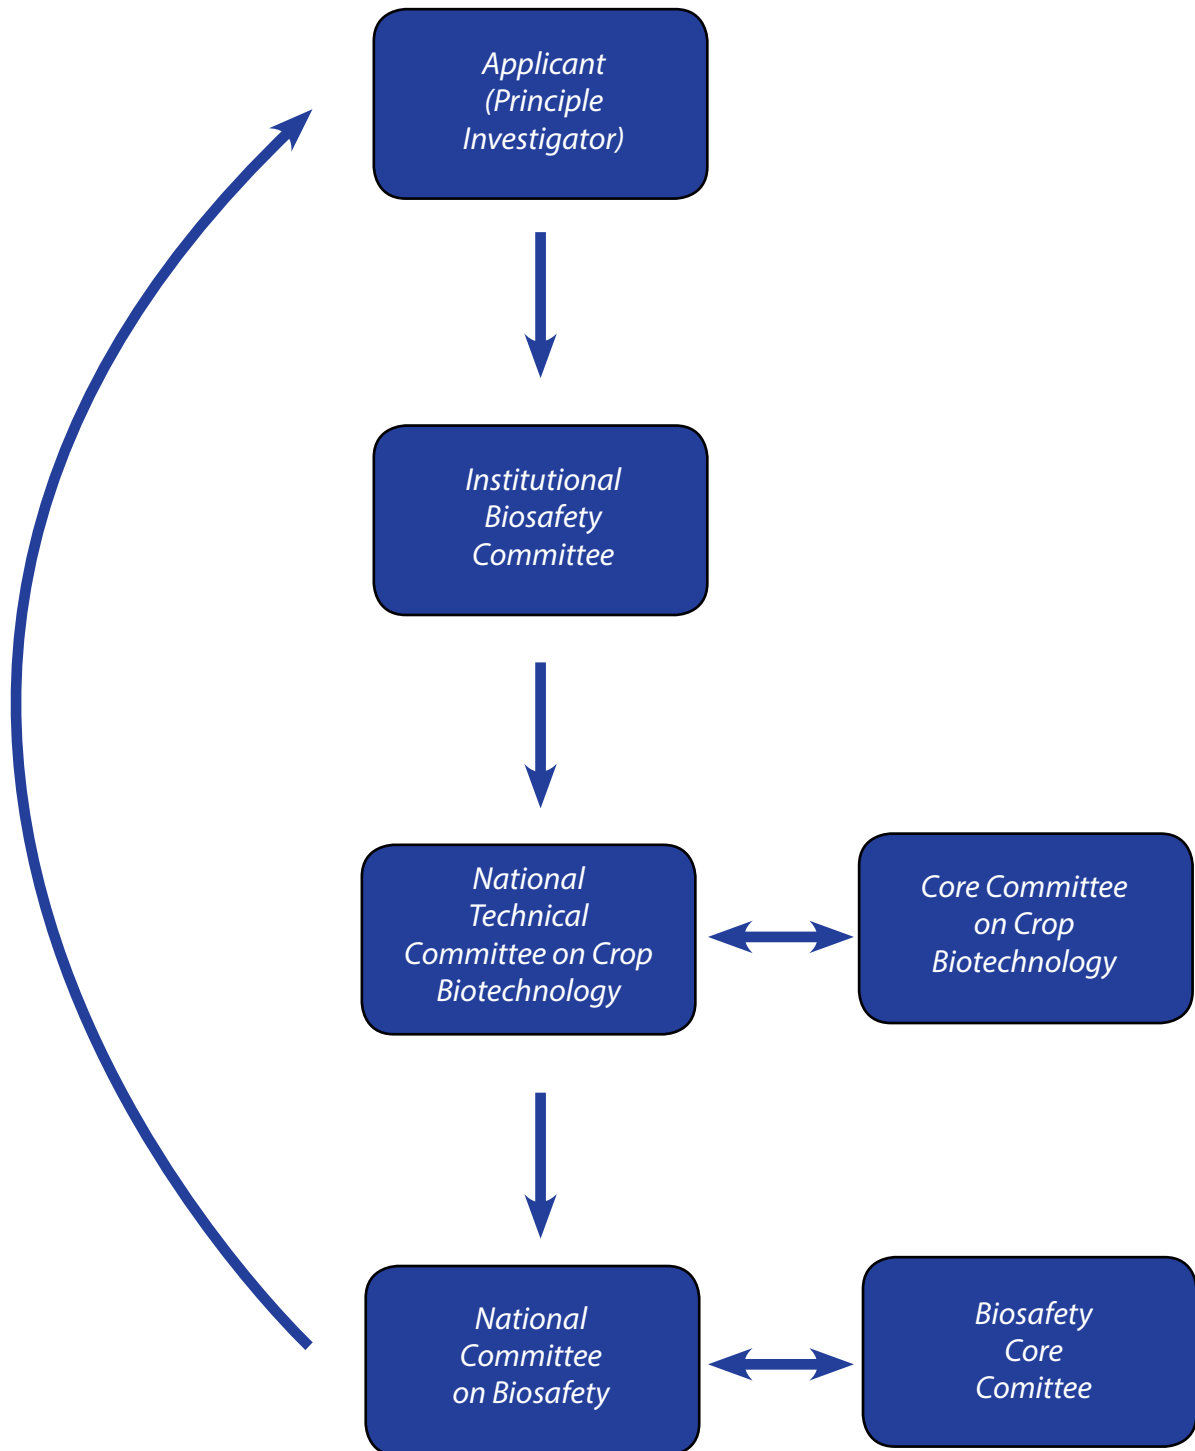 Applicant
(Principle
Investigator)
Institutional
Biosafety
Committee
National
Technical
Committee on Crop
Biotechnology
Core Committee
on Crop
Biotechnology
National
Committee
on Biosafety
Biosafety
Core
Comittee